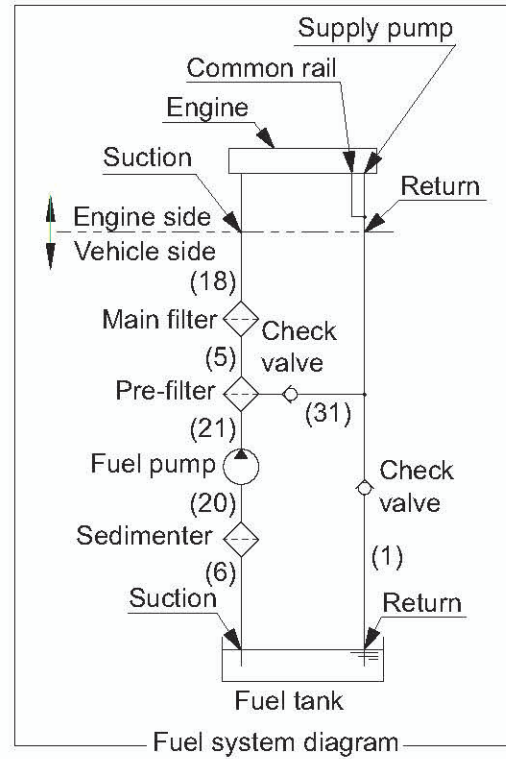 Supply pump
Common rail
Engine
Suction
Return
Engine side
Vehicle side
(18)
Main filter
Check
valve
(5)
Pre-filter
(31)
(21)
Fuel pump
Check
valve
(20)
Sedimenter
(1)
(6)
Suction
Return
Fuel tank
Fuel system diagram